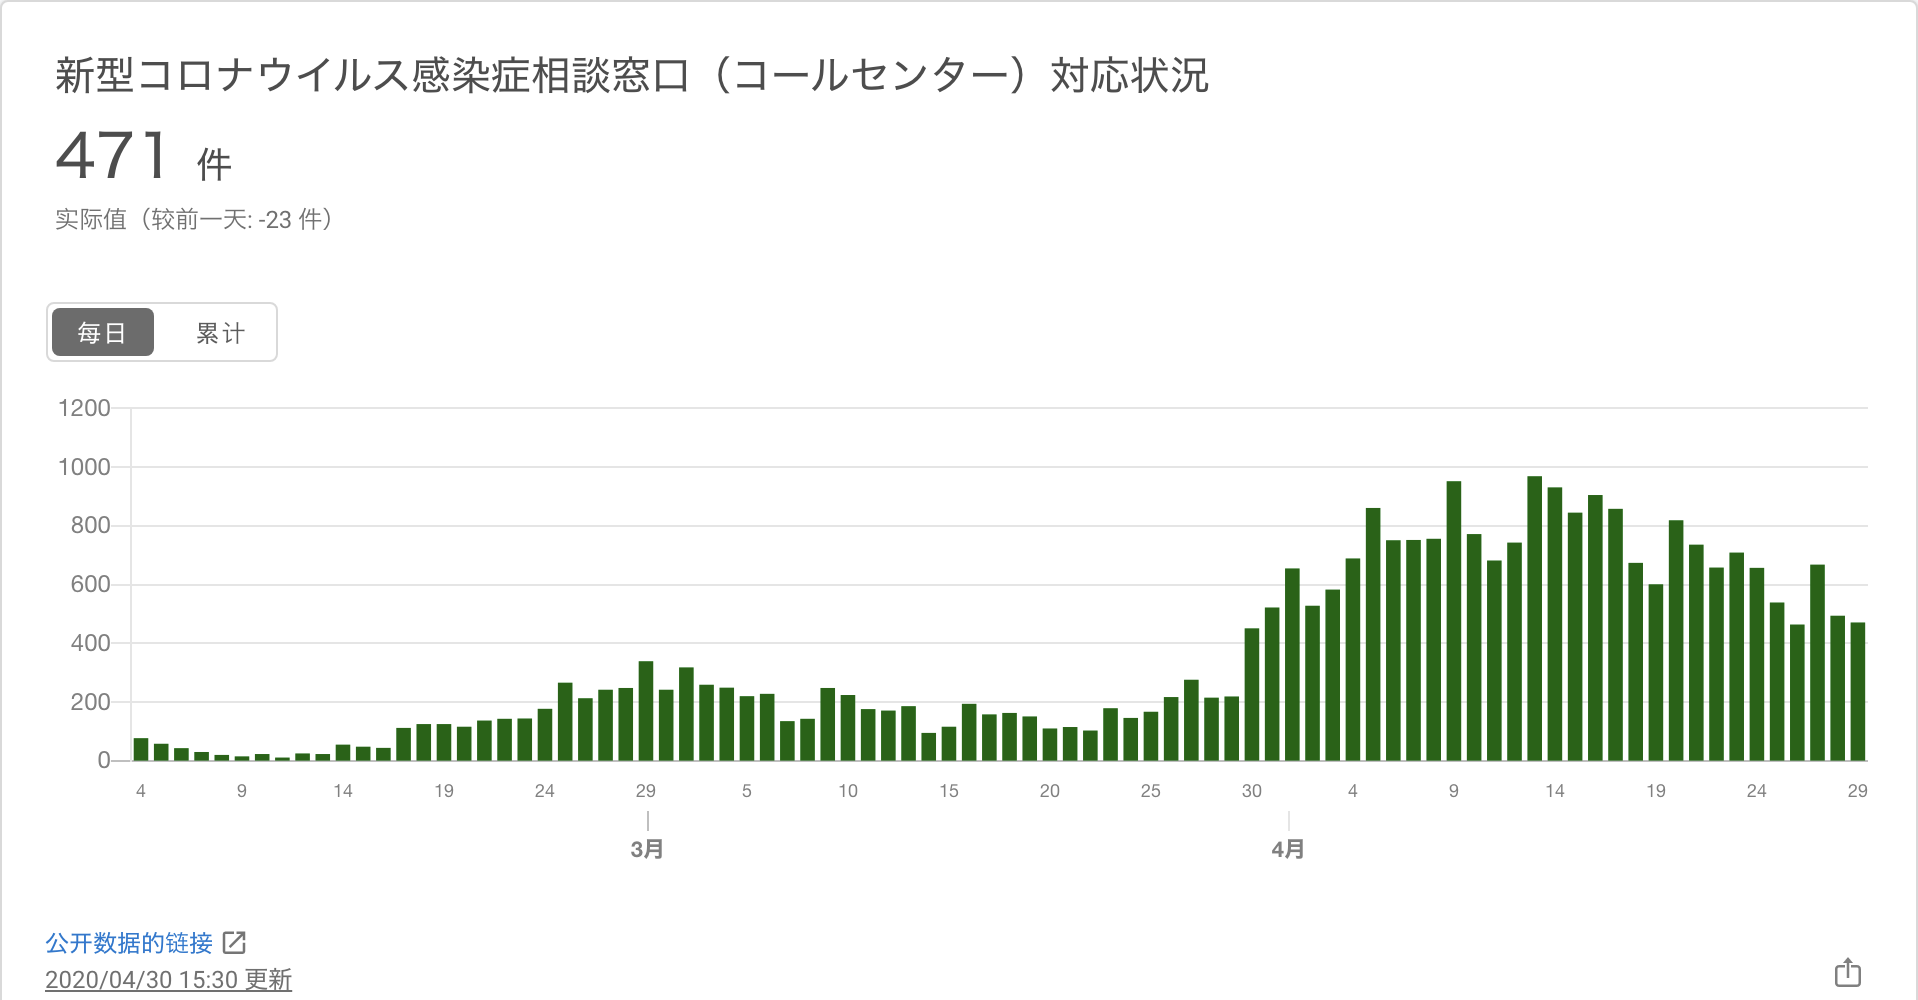 新型コロナウイルス感染症相談窓口（コールセンター）対応状況
471 件
实际值（较前一天: -23 件）
每日 累计
1200
1000
800
600
400
200
0
4 9 14 19 24 29 5 10 15 20 25 30 4 9 14 19 24 29
3月 4月
公开数据的链接
2020/04/30 15:30 更新